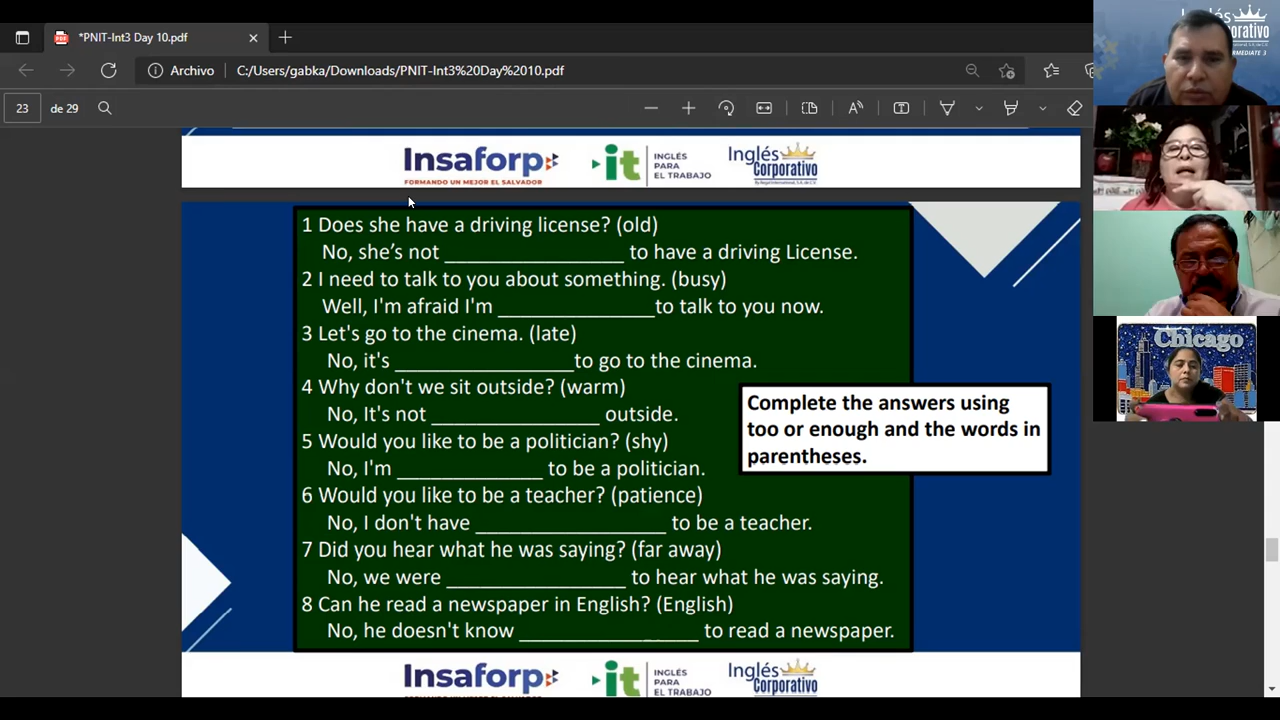 *PNIT-Int3 Day 10.pdf
Archivo C:/Users/gabka/Downloads/PNIT-Int3%20Day%2010.pdf
23 de 29
Insaforp
FORMANDO UN MEJOR EL SALVADOR
it
INGLÉS
PARA
EL TRABAJO
Inglés
Corporativo
1 Does she have a driving license? (old)
No, she’s not ________________ to have a driving License.
2 I need to talk to you about something. (busy)
Well, I'm afraid I'm ______________to talk to you now.
3 Let's go to the cinema. (late)
No, it's ________________to go to the cinema.
4 Why don't we sit outside? (warm)
No, It's not _______________ outside.
5 Would you like to be a politician? (shy)
No, I'm _____________ to be a politician.
6 Would you like to be a teacher? (patience)
No, I don't have _________________ to be a teacher.
7 Did you hear what he was saying? (far away)
No, we were ________________ to hear what he was saying.
8 Can he read a newspaper in English? (English)
No, he doesn't know ________________ to read a newspaper.
Complete the answers using
too or enough and the words in
parentheses.
Insaforp
it
INGLÉS
PARA
EL TRABAJO
Inglés
Corporativo
Chicago